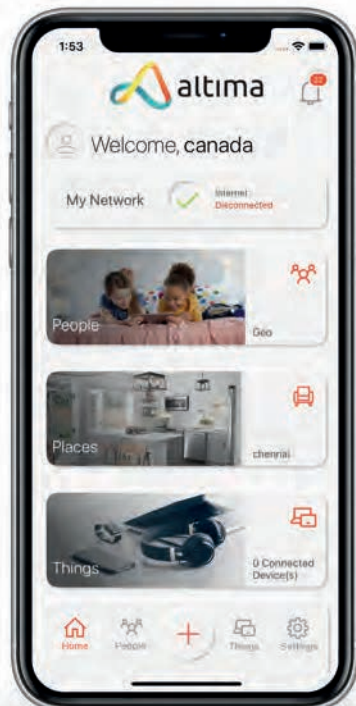 1:53
altima
22
Welcome, canada
My Network
Internet
Disconnected
People
Geo
Places
chennai
Things
0 Connected
Device(s)
Home
People
Things
Settings